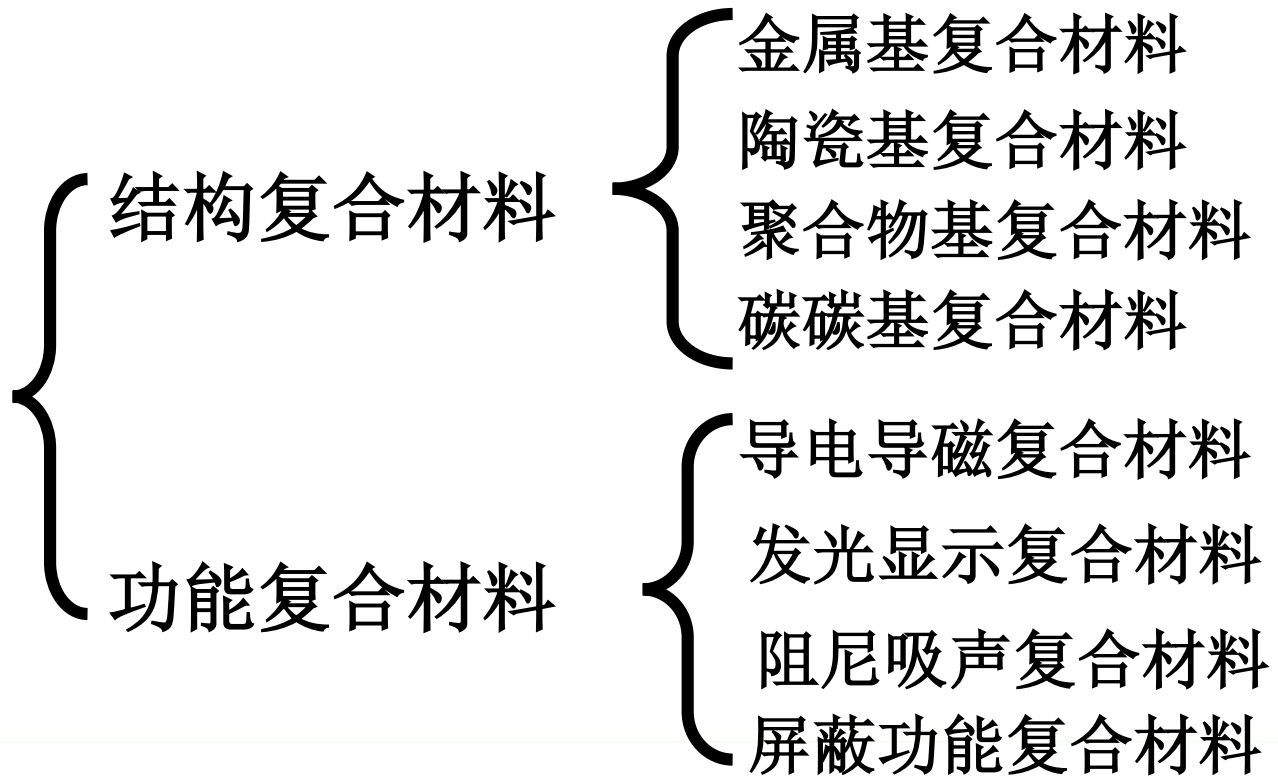 结构复合材料
金属基复合材料
陶瓷基复合材料
聚合物基复合材料
碳碳基复合材料
功能复合材料
导电导磁复合材料
发光显示复合材料
阻尼吸声复合材料
屏蔽功能复合材料